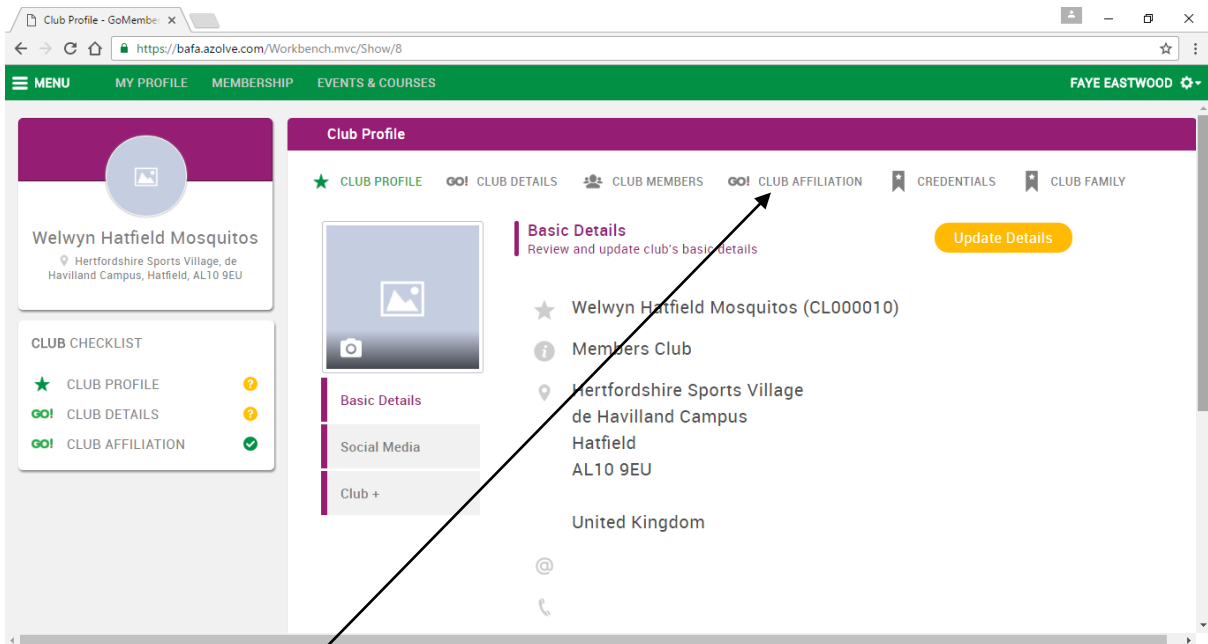 Club Profile - GoMembe
https://bafa.azolve.com/Workbench.mvc/Show/8
MENU MY PROFILE MEMBERSHIP EVENTS & COURSES FAYE EASTWOOD
Welwyn Hatfield Mosquitos
Hertfordshire Sports Village, de
Havilland Campus, Hatfield, AL10 9EU
CLUB CHECKLIST
CLUB PROFILE ?
GO! CLUB DETAILS ?
GO! CLUB AFFILIATION
Club Profile
CLUB PROFILE GO! CLUB DETAILS CLUB MEMBERS GO! CLUB AFFILIATION CREDENTIALS CLUB FAMILY
Basic Details
Social Media
Club +
Basic Details
Review and update club's basic details
Update Details
Welwyn Hatfield Mosquitos (CL000010)
i Members Club
Hertfordshire Sports Village
de Havilland Campus
Hatfield
AL10 9EU
United Kingdom
@